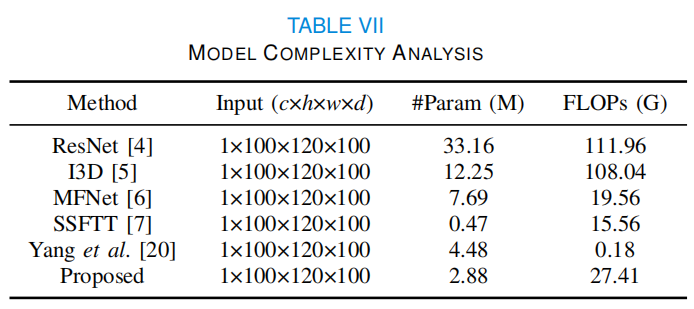 TABLE VII
MODEL COMPLEXITY ANALYSIS
Method Input (c×h×w×d) #Param (M) FLOPs (G)
ResNet [4] 1×100×120×100 33.16 111.96
I3D [5] 1×100×120×100 12.25 108.04
MFNet [6] 1×100×120×100 7.69 19.56
SSFTT [7] 1×100×120×100 0.47 15.56
Yang et al. [20] 1×100×120×100 4.48 0.18
Proposed 1×100×120×100 2.88 27.41